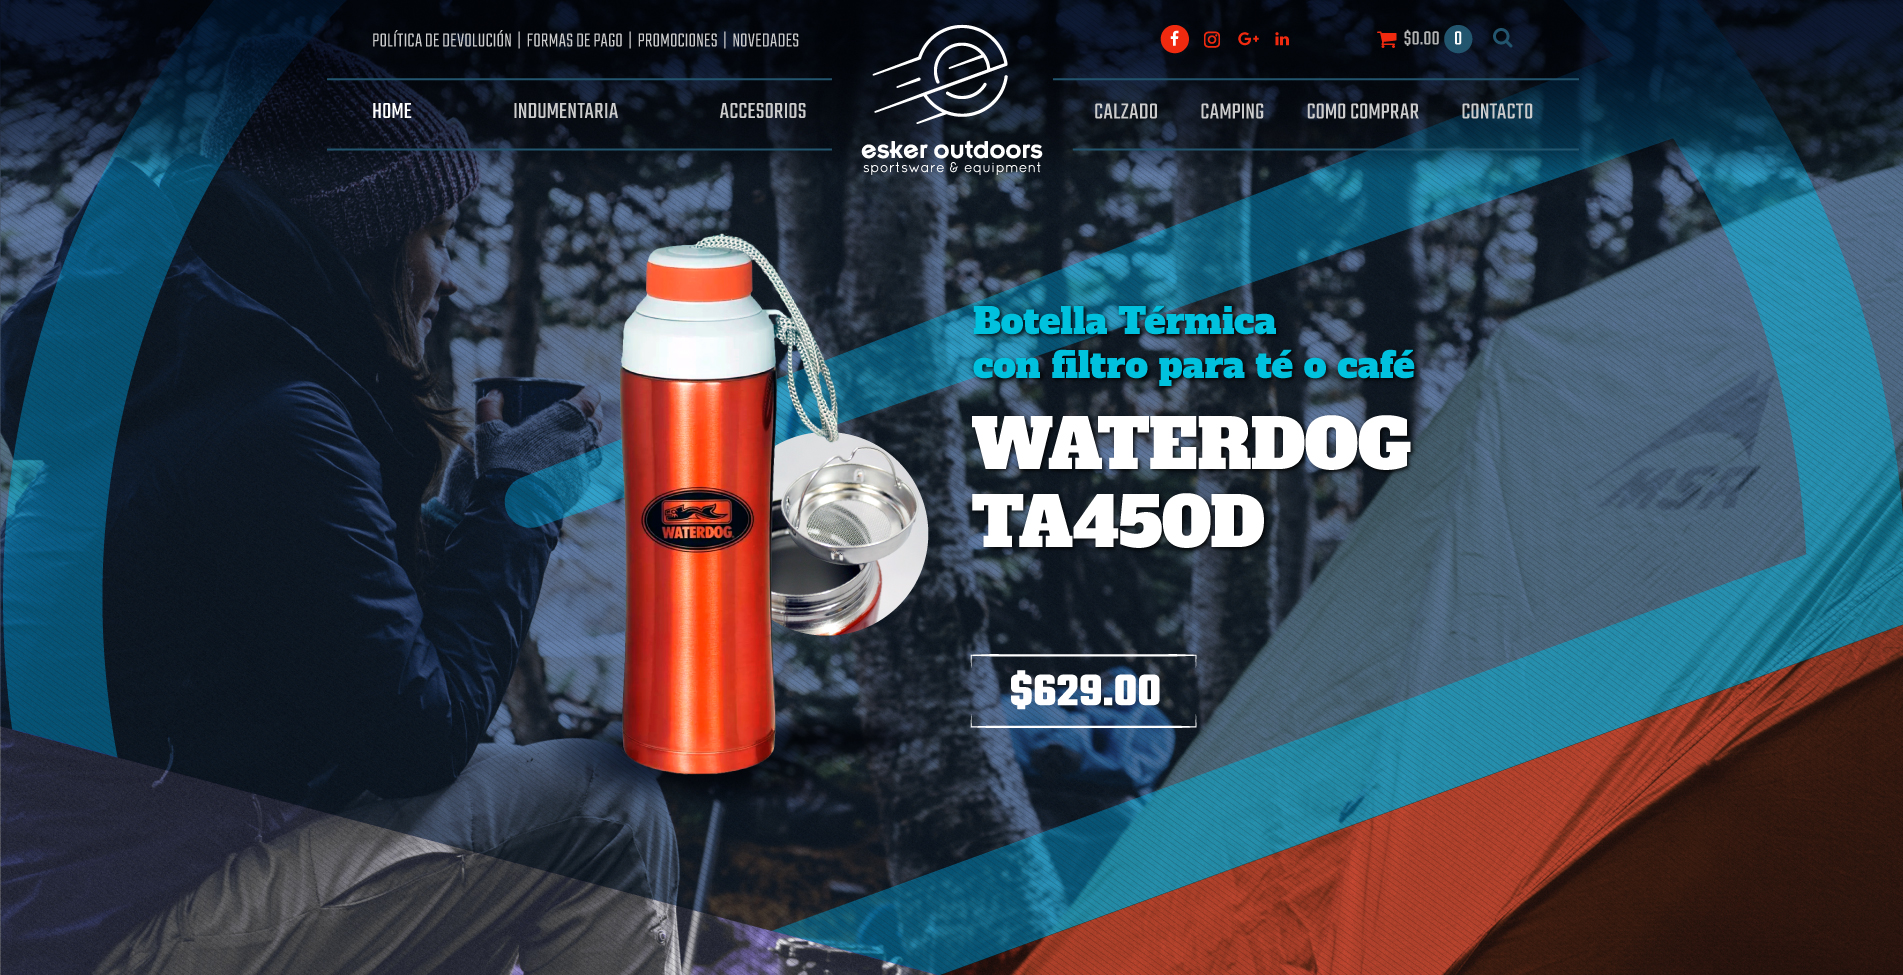 POLÍTICA DE DEVOLUCIÓN | FORMAS DE PAGO | PROMOCIONES | NOVEDADES
f G+ in
$0.00 0
HOME INDUMENTARIA ACCESORIOS
CALZADO CAMPING COMO COMPRAR CONTACTO
esker outdoors
sportsware & equipment
Botella Térmica
con filtro para té o café
WATERDOG
TA450D
WATERDOG
MSR
$629.00